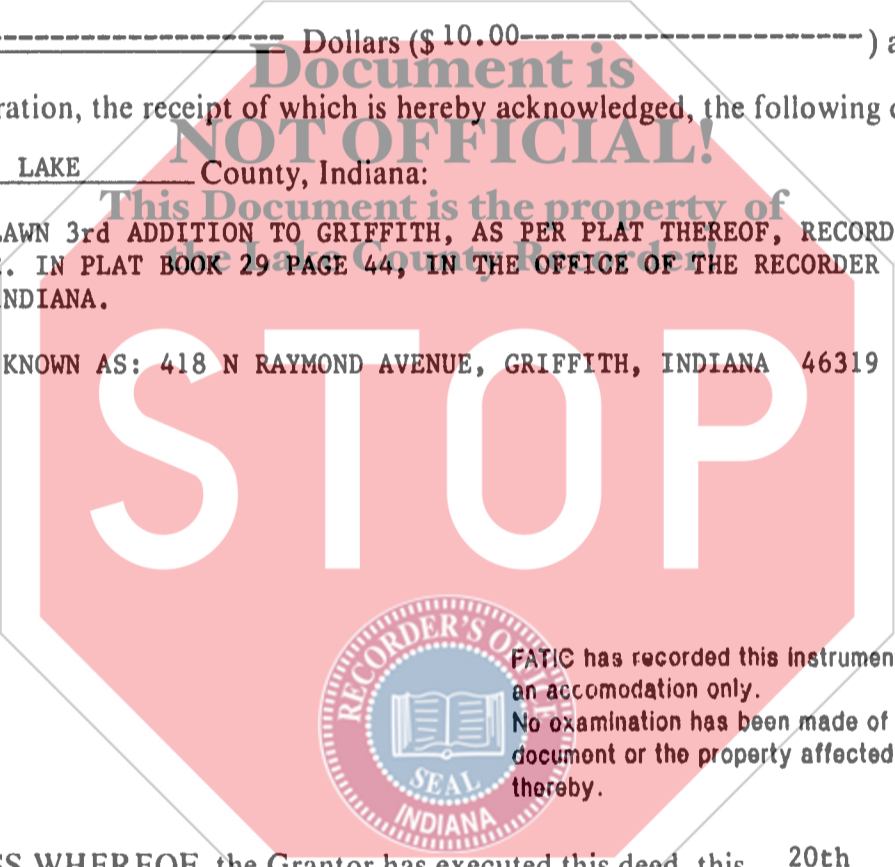 Dollars ($ 10.00 ) a
Document is
ration, the receipt of which is hereby acknowledged, the following
NOT OFFICIAL!
LAKE County, Indiana:
This Document is the property of
AWN 3rd ADDITION TO GRIFFITH, AS PER PLAT THEREOF, RECORD
the Lake County Recorder!
. IN PLAT BOOK 29 PAGE 44, IN THE OFFICE OF THE RECORDER
NDIANA.
KNOWN AS: 418 N RAYMOND AVENUE, GRIFFITH, INDIANA 46319
STOP
RECORDER'S OFFICE
SEAL
INDIANA
FATIC has recorded this instrumen
an accomodation only.
No oxamination has been made of
document or the property affected
thereby.
SS WHEREOF, the Grantor has executed this deed, this 20th